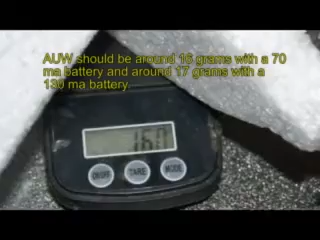 AUW should be around 16 grams with a 70
ma battery and around 17 grams with a
130 ma battery.
16.0
ON/OFF
TARE
MODE